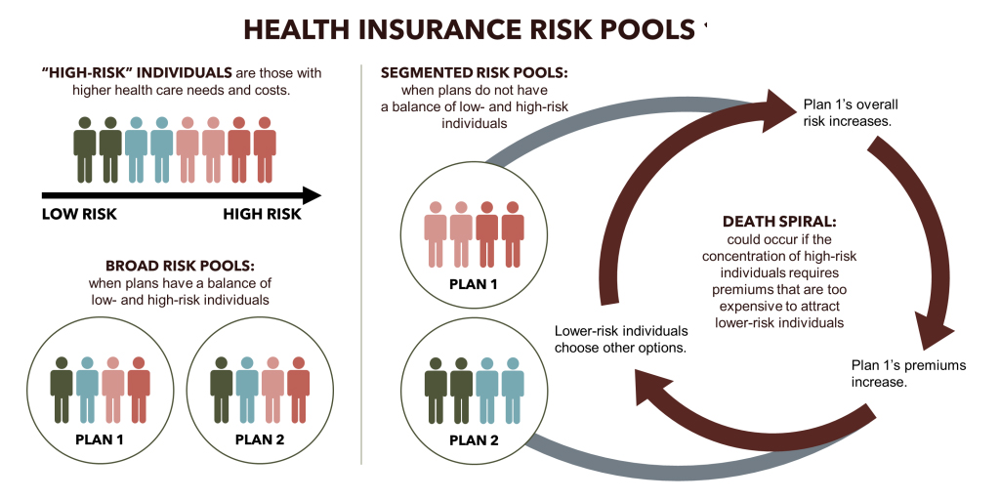 HEALTH INSURANCE RISK POOLS
“HIGH-RISK” INDIVIDUALS are those with
higher health care needs and costs.
LOW RISK
HIGH RISK
BROAD RISK POOLS:
when plans have a balance of
low- and high-risk individuals
PLAN 1
PLAN 2
SEGMENTED RISK POOLS:
when plans do not have
a balance of low- and high-risk
individuals
PLAN 1
PLAN 2
Plan 1’s overall
risk increases.
DEATH SPIRAL:
could occur if the
concentration of high-risk
individuals requires
premiums that are too
expensive to attract
lower-risk individuals
Plan 1’s premiums
increase.
Lower-risk individuals
choose other options.